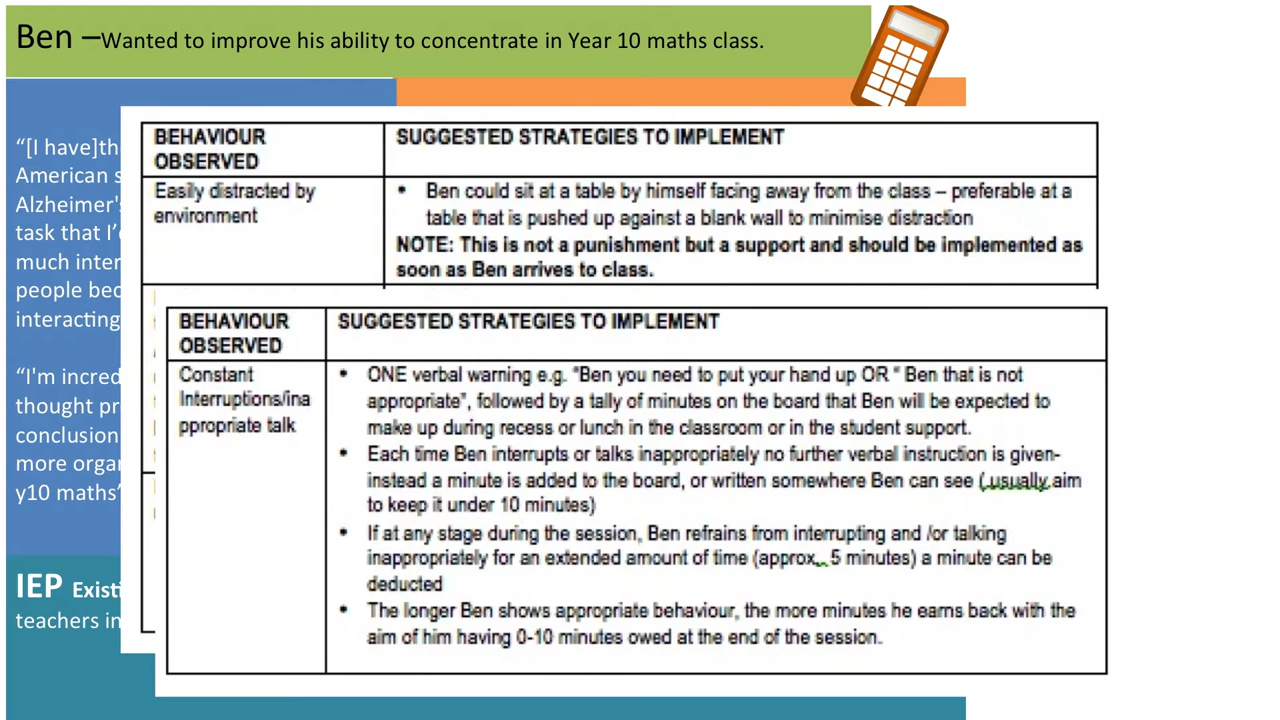 Ben –Wanted to improve his ability to concentrate in Year 10 maths class.
“[I have]th
American s
Alzheimer's
task that I’
much inter
people bec
interacting
“I'm incred
thought pr
conclusion
more orgar
y10 maths”
IEP Existi
teachers in
BEHAVIOUR OBSERVED
SUGGESTED STRATEGIES TO IMPLEMENT
Easily distracted by
environment
• Ben could sit at a table by himself facing away from the class – preferable at a
table that is pushed up against a blank wall to minimise distraction
NOTE: This is not a punishment but a support and should be implemented as
soon as Ben arrives to class.
BEHAVIOUR OBSERVED
SUGGESTED STRATEGIES TO IMPLEMENT
Constant
Interruptions/ina
ppropriate talk
• ONE verbal warning e.g. “Ben you need to put your hand up OR “ Ben that is not
appropriate”, followed by a tally of minutes on the board that Ben will be expected to
make up during recess or lunch in the classroom or in the student support.
• Each time Ben interrupts or talks inappropriately no further verbal instruction is given-
instead a minute is added to the board, or written somewhere Ben can see ( usually aim
to keep it under 10 minutes)
• If at any stage during the session, Ben refrains from interrupting and /or talking
inappropriately for an extended amount of time (approx.. 5 minutes) a minute can be
deducted
• The longer Ben shows appropriate behaviour, the more minutes he earns back with the
aim of him having 0-10 minutes owed at the end of the session.